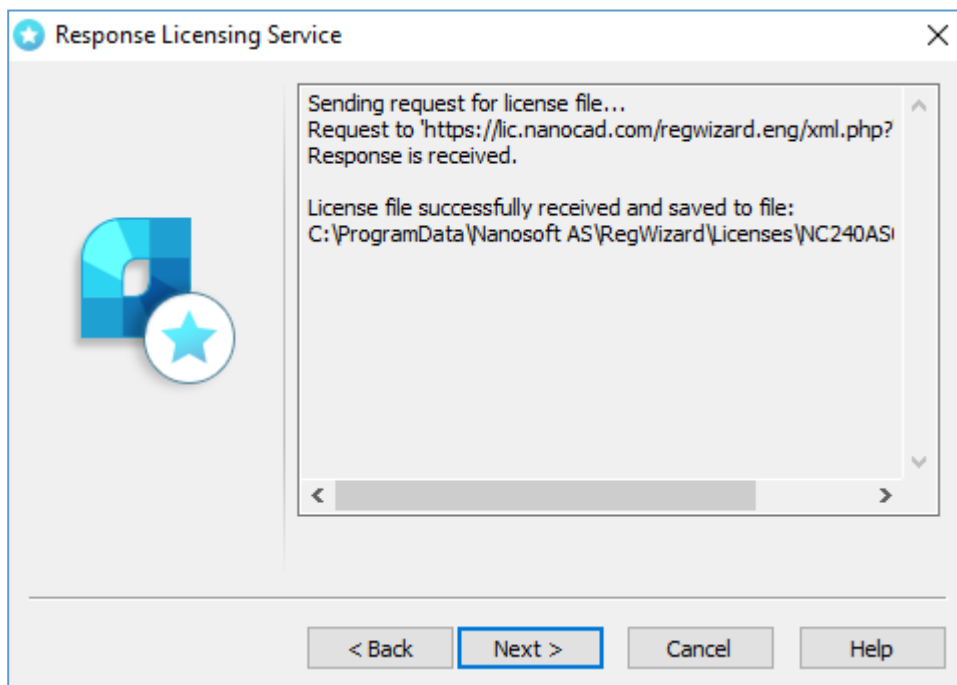 Response Licensing Service
Sending request for license file...
Request to 'https://lic.nanocad.com/regwizard.eng/xml.php?
Response is received.
License file successfully received and saved to file:
C:\ProgramData\Nanosoft AS\RegWizard\Licenses\NC240AS
< Back
Next >
Cancel
Help